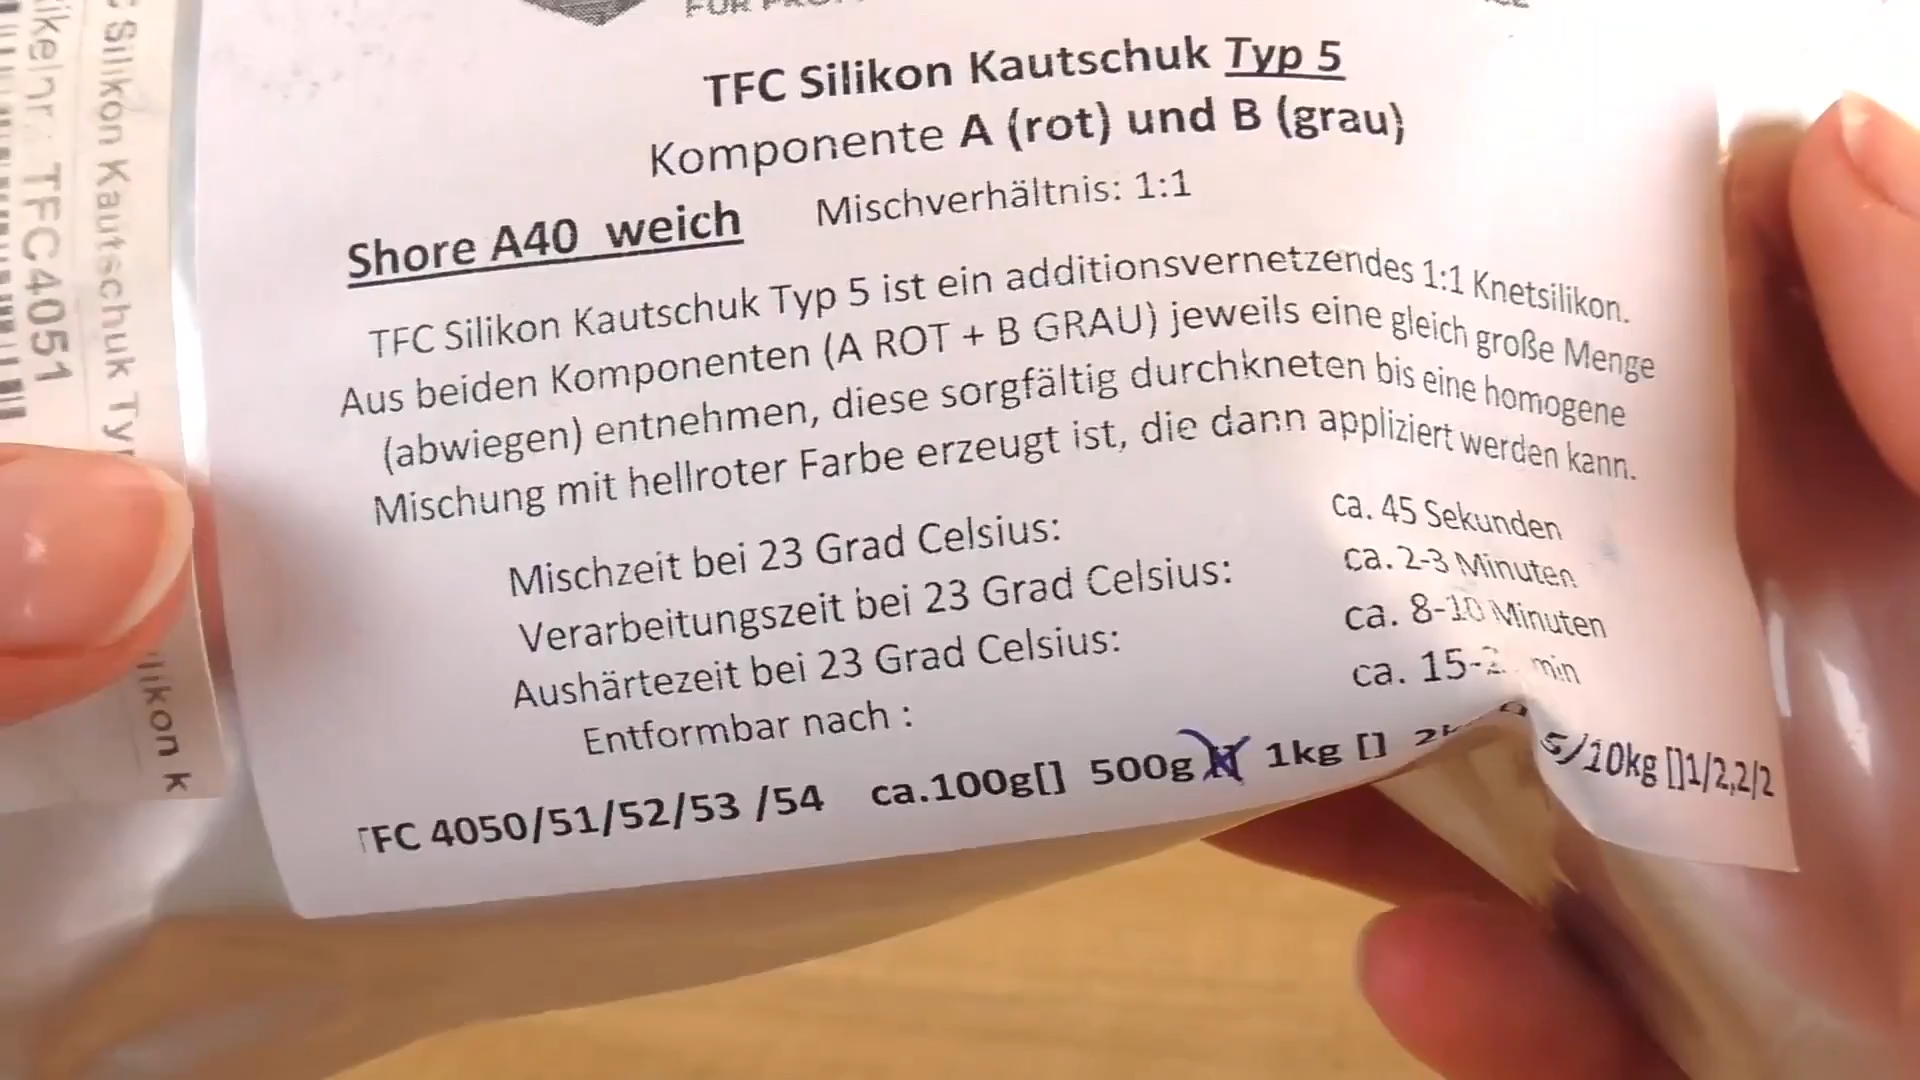 TFC Silikon Kautschuk Typ 5
Komponente A (rot) und B (grau)
Shore A40 weich Mischverhältnis: 1:1
TFC Silikon Kautschuk Typ 5 ist ein additionsvernetzendes 1:1 Knetsilikon.
Aus beiden Komponenten (A ROT + B GRAU) jeweils eine gleich große Menge
(abwiegen) entnehmen, diese sorgfältig durchkneten bis eine homogene
Mischung mit hellroter Farbe erzeugt ist, die dann appliziert werden kann.
Mischzeit bei 23 Grad Celsius: ca. 45 Sekunden
Verarbeitungszeit bei 23 Grad Celsius: ca. 2-3 Minuten
Aushärtezeit bei 23 Grad Celsius: ca. 8-10 Minuten
Entformbar nach : ca. 15- min
TFC 4050/51/52/53 /54 ca.100g[] 500g 1kg [] 5/10kg []1/2,2/2
Silikon Kautschuk
TFC4051